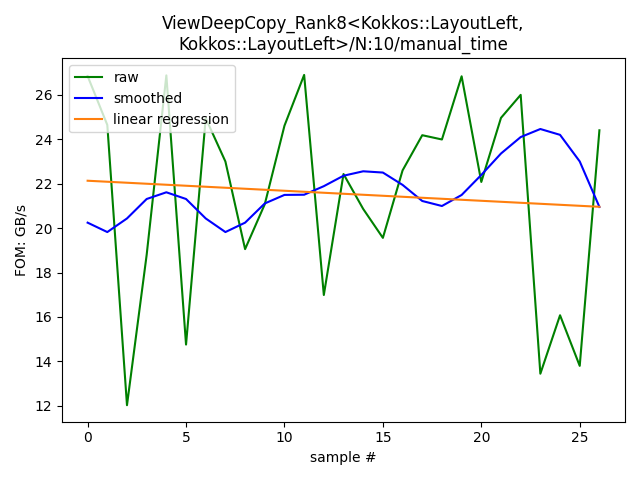 ViewDeepCopy_Rank8<Kokkos::LayoutLeft,
Kokkos::LayoutLeft>/N:10/manual_time
raw
smoothed
linear regression
FOM: GB/s
26
24
22
20
18
16
14
12
0
5
10
15
20
25
sample #